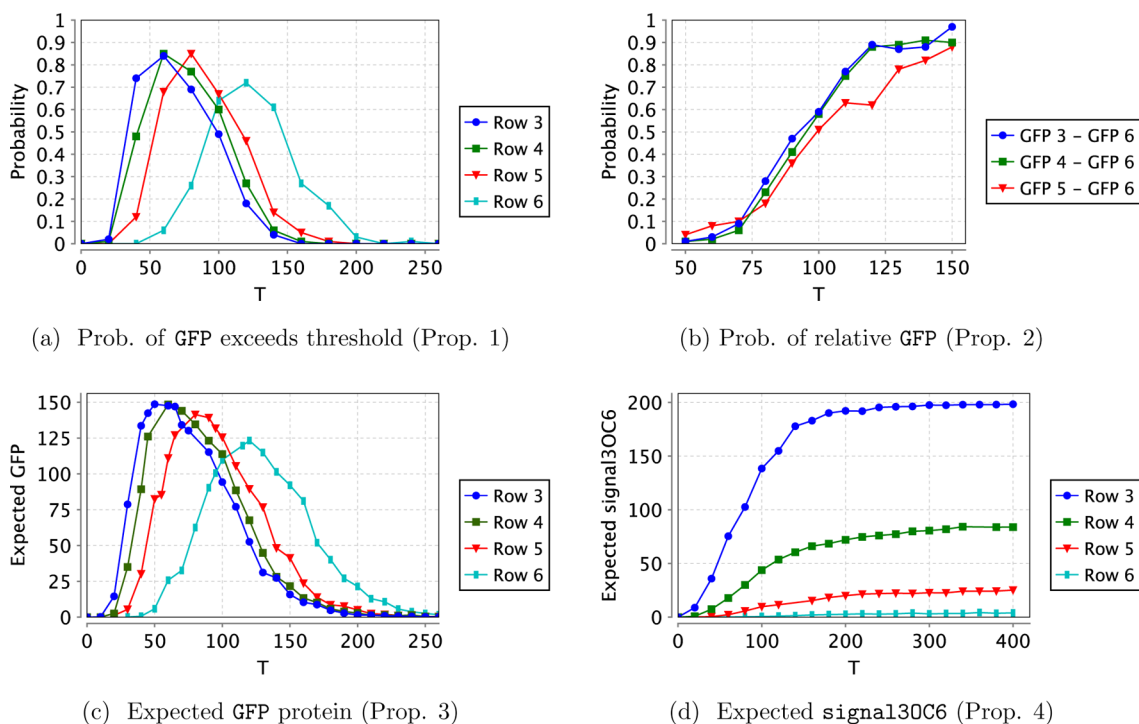 1
0.9
0.8
0.7
0.6
0.5
0.4
0.3
0.2
0.1
0
Probability
0 50 100 150 200 250
T
Row 3
Row 4
Row 5
Row 6
(a) Prob. of GFP exceeds threshold (Prop. 1)
1
0.9
0.8
0.7
0.6
0.5
0.4
0.3
0.2
0.1
0
Probability
50 75 100 125 150
T
GFP 3 – GFP 6
GFP 4 – GFP 6
GFP 5 – GFP 6
(b) Prob. of relative GFP (Prop. 2)
150
125
100
75
50
25
0
Expected GFP
0 50 100 150 200 250
T
Row 3
Row 4
Row 5
Row 6
(c) Expected GFP protein (Prop. 3)
200
150
100
50
0
Expected signal3OC6
0 100 200 300 400
T
Row 3
Row 4
Row 5
Row 6
(d) Expected signal3OC6 (Prop. 4)